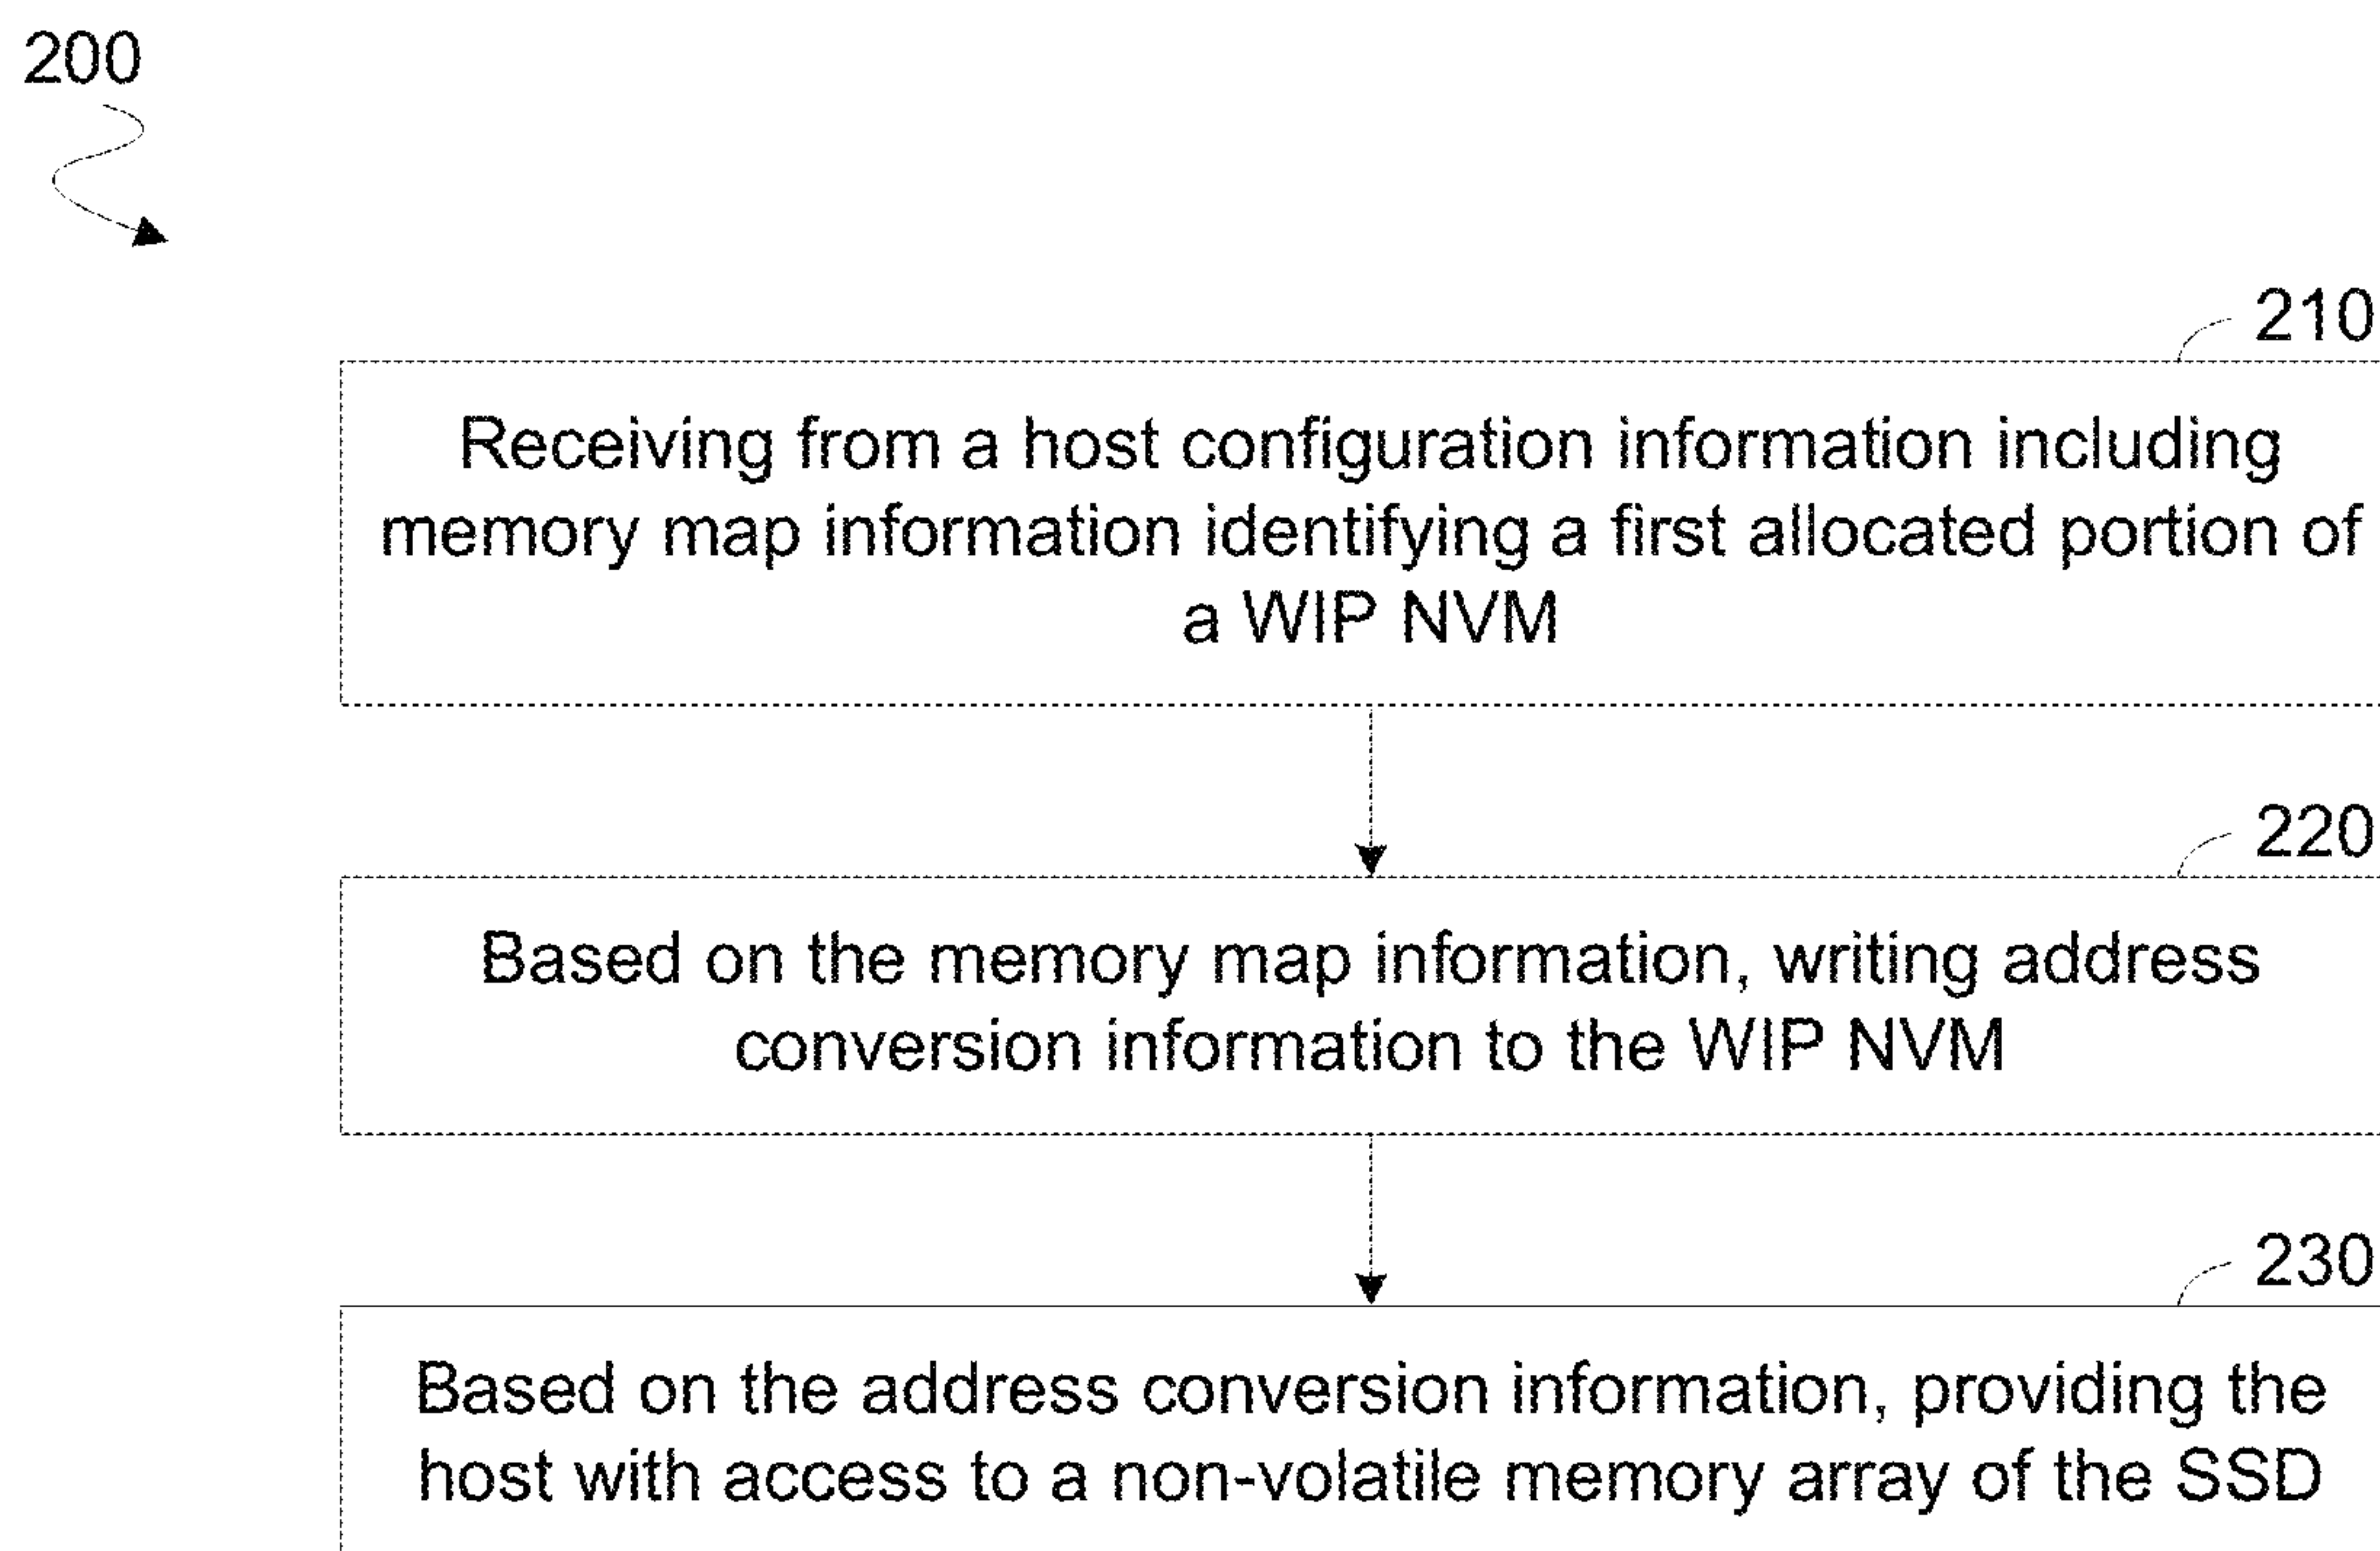 200
210
Receiving from a host configuration information including
memory map information identifying a first allocated portion of
a WIP NVM
220
Based on the memory map information, writing address
conversion information to the WIP NVM
230
Based on the address conversion information, providing the
host with access to a non-volatile memory array of the SSD